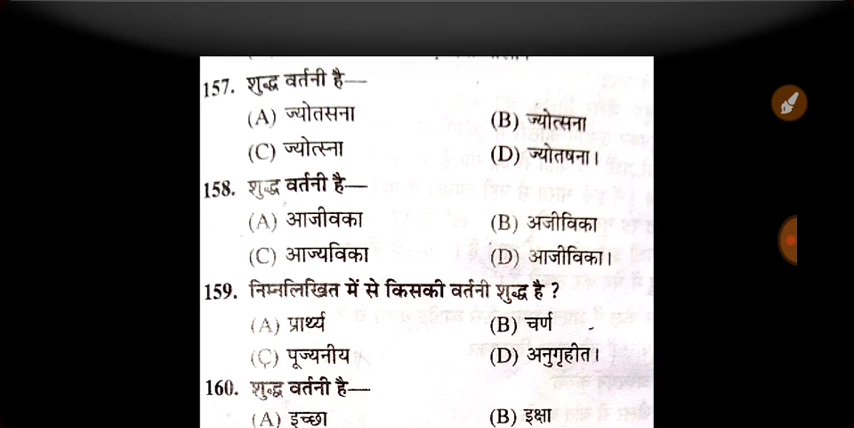 157. शुद्ध वर्तनी है—
(A) ज्योतसना (B) ज्योत्सना
(C) ज्योत्स्ना (D) ज्योतषना।
158. शुद्ध वर्तनी है—
(A) आजीवका (B) अजीविका
(C) आज्यविका (D) आजीविका।
159. निम्नलिखित में से किसकी वर्तनी शुद्ध है ?
(A) प्रार्थ्य (B) चर्ण
(C) पूज्यनीय (D) अनुगृहीत।
160. शुद्ध वर्तनी है—
(A) इच्छा (B) इक्षा